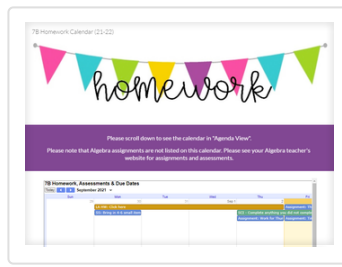 7B Homework Calendar (21-22)
homework
Please scroll down to see the calendar in "Agenda View".
Please note that Algebra assignments are not listed on this calendar. Please see your Algebra teacher's
website for assignments and assessments.
7B Homework, Assessments & Due Dates
Today September 2021
Sun Mon Tue Wed Thu Fri